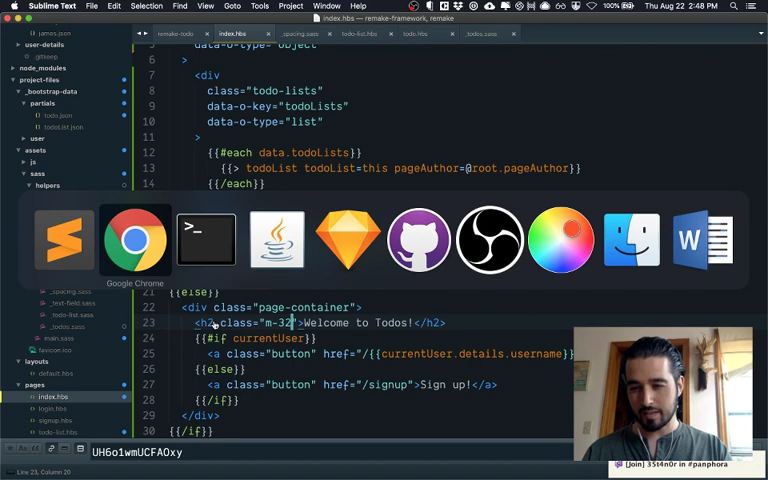 Sublime Text File Edit Selection Find View Goto Tools Project Window Help 100% Thu Aug 22 2:48 PM
index.hbs — remake-framework, remake
james.json
user-details
.gitkeep
node_modules
project-files
_bootstrap-data
partials
todo.json
todoList.json
user
assets
js
sass
helpers
_spacing.sass
_text-field.sass
_todo-list.sass
_todos.sass
main.sass
favicon.ico
layouts
default.hbs
pages
index.hbs
login.hbs
signup.hbs
todo-list.hbs
remake-todo index.hbs _spacing.sass todo-list.hbs todo.hbs _todos.sass
5 data-o-type="object"
6 >
7 <div
8 class="todo-lists"
9 data-o-key="todoLists"
10 data-o-type="list"
11 >
12 {{#each data.todoLists}}
13 {{> todoList todoList=this pageAuthor=@root.pageAuthor}}
14 {{/each}}
Google Chrome
21 {{else}}
22 <div class="page-container">
23 <h2 class="m-32">Welcome to Todos!</h2>
24 {{#if currentUser}}
25 <a class="button" href="/{{currentUser.details.username}}
26 {{else}}
27 <a class="button" href="/signup">Sign up!</a>
28 {{/if}}
29 </div>
30 {{/if}}
UH6o1wmUCFAOxy
Line 23, Column 20
[Join] 35t4n0r in #panphora